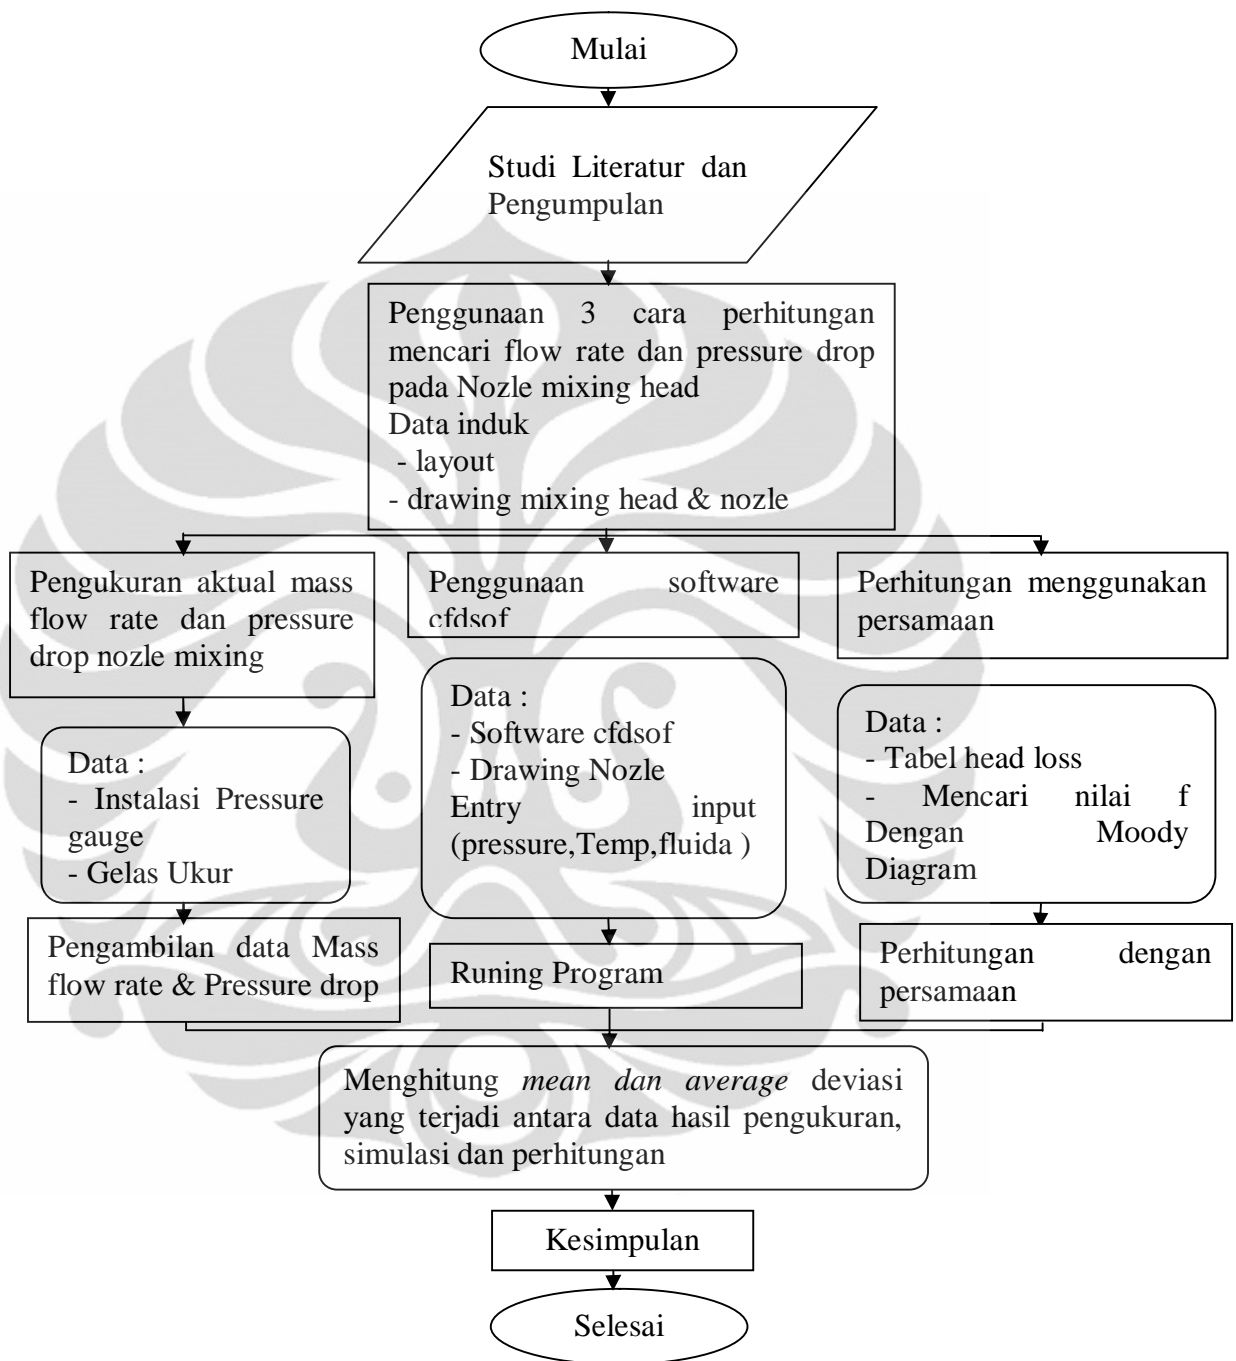 Mulai
Studi Literatur dan
Pengumpulan
Penggunaan 3 cara perhitungan
mencari flow rate dan pressure drop
pada Nozle mixing head
Data induk
- layout
- drawing mixing head & nozle
Pengukuran aktual mass
flow rate dan pressure
drop nozle mixing
Penggunaan software
cfdsof
Perhitungan menggunakan
persamaan
Data :
- Instalasi Pressure
gauge
- Gelas Ukur
Data :
- Software cfdsof
- Drawing Nozle
Entry input
(pressure,Temp,fluida )
Data :
- Tabel head loss
- Mencari nilai f
Dengan Moody
Diagram
Pengambilan data Mass
flow rate & Pressure drop
Runing Program
Perhitungan dengan
persamaan
Menghitung mean dan average deviasi
yang terjadi antara data hasil pengukuran,
simulasi dan perhitungan
Kesimpulan
Selesai